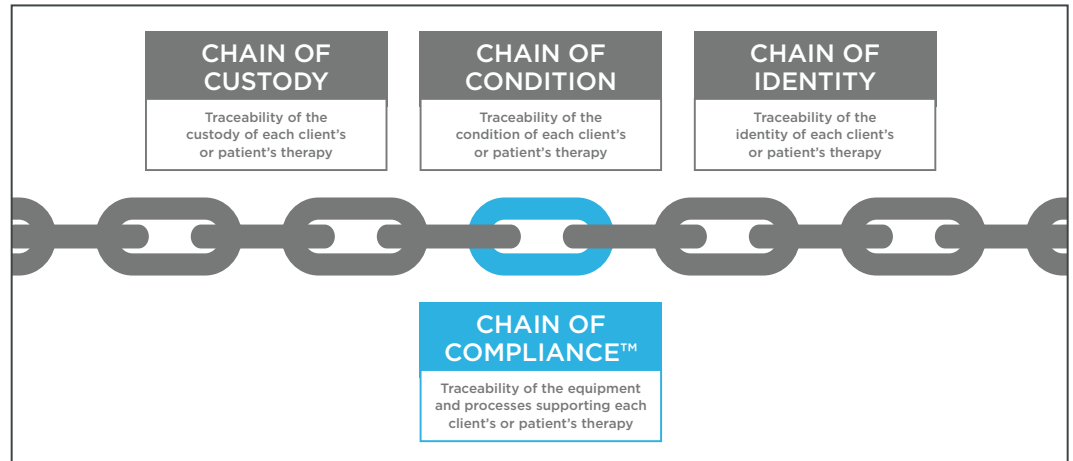 CHAIN OF
CUSTODY
Traceability of the
custody of each client's
or patient's therapy
CHAIN OF
CONDITION
Traceability of the
condition of each client's
or patient's therapy
CHAIN OF
IDENTITY
Traceability of the
identity of each client's
or patient's therapy
CHAIN OF
COMPLIANCE™
Traceability of the equipment
and processes supporting each
client's or patient's therapy